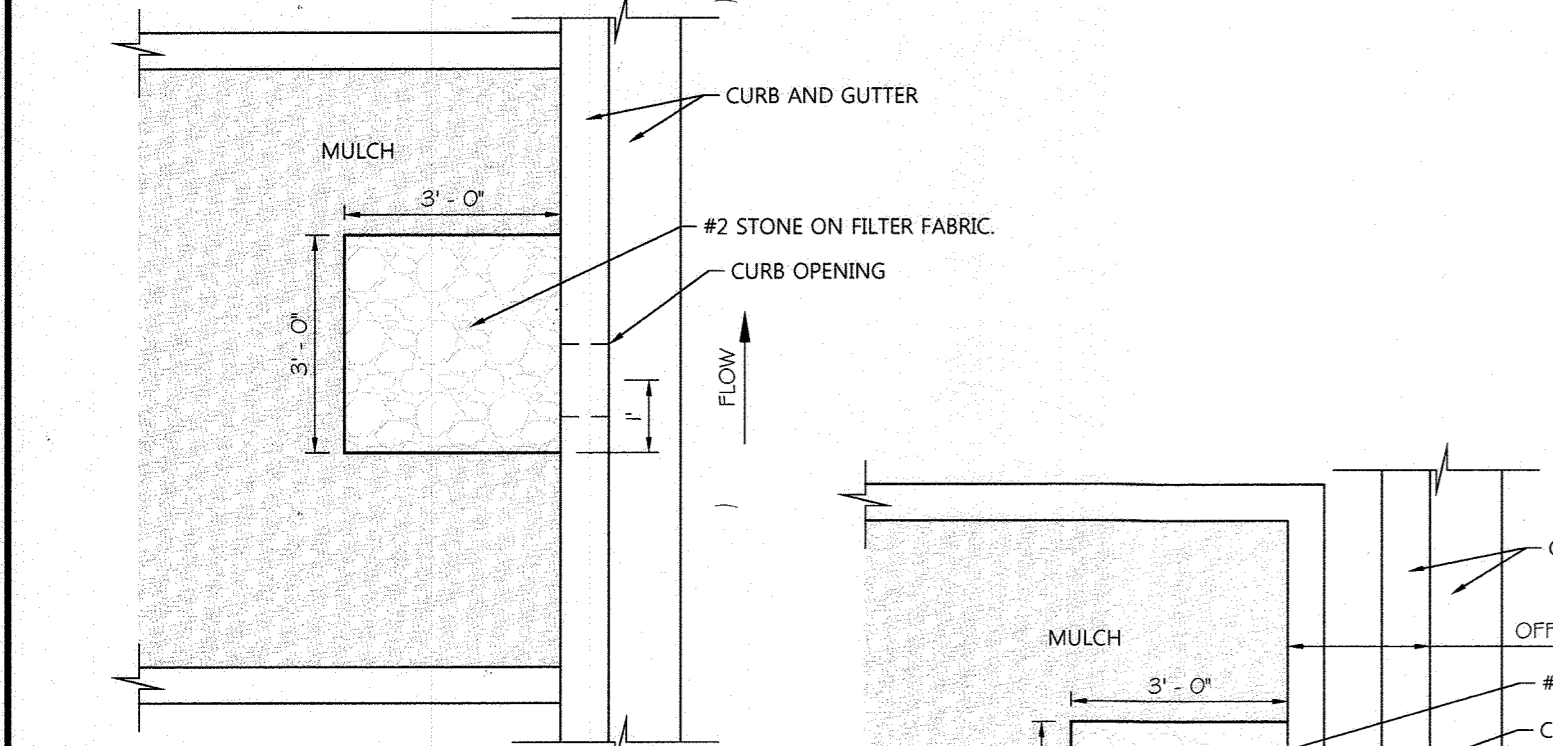 CURB AND GUTTER
MULCH
3' - 0"
#2 STONE ON FILTER FABRIC.
CURB OPENING
3' - 0"
FLOW
1'
MULCH
OFF
3' - 0"
#
C